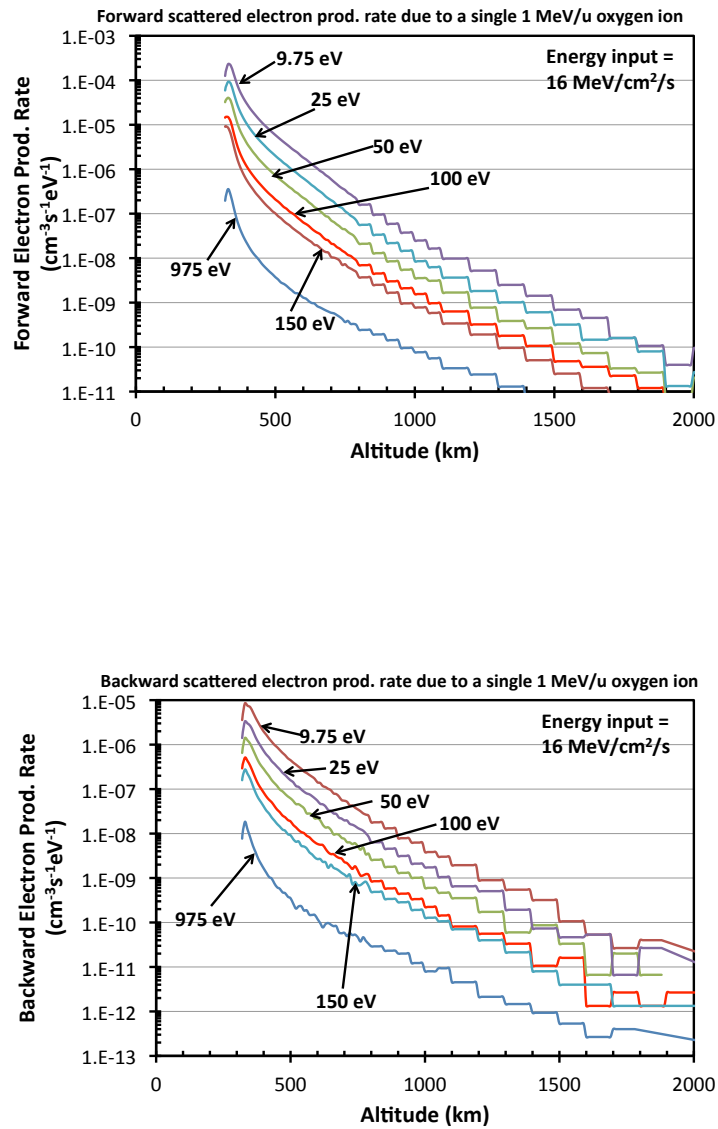 Forward scattered electron prod. rate due to a single 1 MeV/u oxygen ion
1.E-03
1.E-04
1.E-05
1.E-06
1.E-07
1.E-08
1.E-09
1.E-10
1.E-11
Forward Electron Prod. Rate
(cm-3s-1eV-1)
Energy input =
16 MeV/cm2/s
9.75 eV
25 eV
50 eV
100 eV
975 eV
150 eV
0 500 1000 1500 2000
Altitude (km)
Backward scattered electron prod. rate due to a single 1 MeV/u oxygen ion
1.E-05
1.E-06
1.E-07
1.E-08
1.E-09
1.E-10
1.E-11
1.E-12
1.E-13
Backward Electron Prod. Rate
(cm-3s-1eV-1)
Energy input =
16 MeV/cm2/s
9.75 eV
25 eV
50 eV
100 eV
975 eV
150 eV
0 500 1000 1500 2000
Altitude (km)